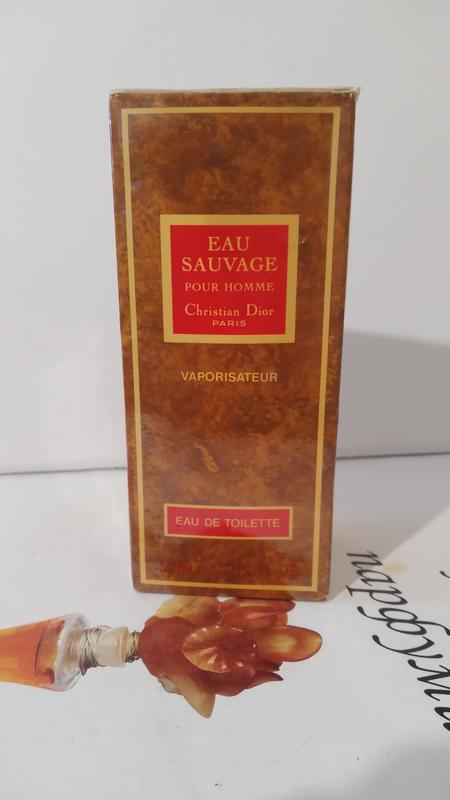 EAU
SAUVAGE
POUR HOMME
Christian Dior
PARIS
VAPORISATEUR
EAU DE TOILETTE